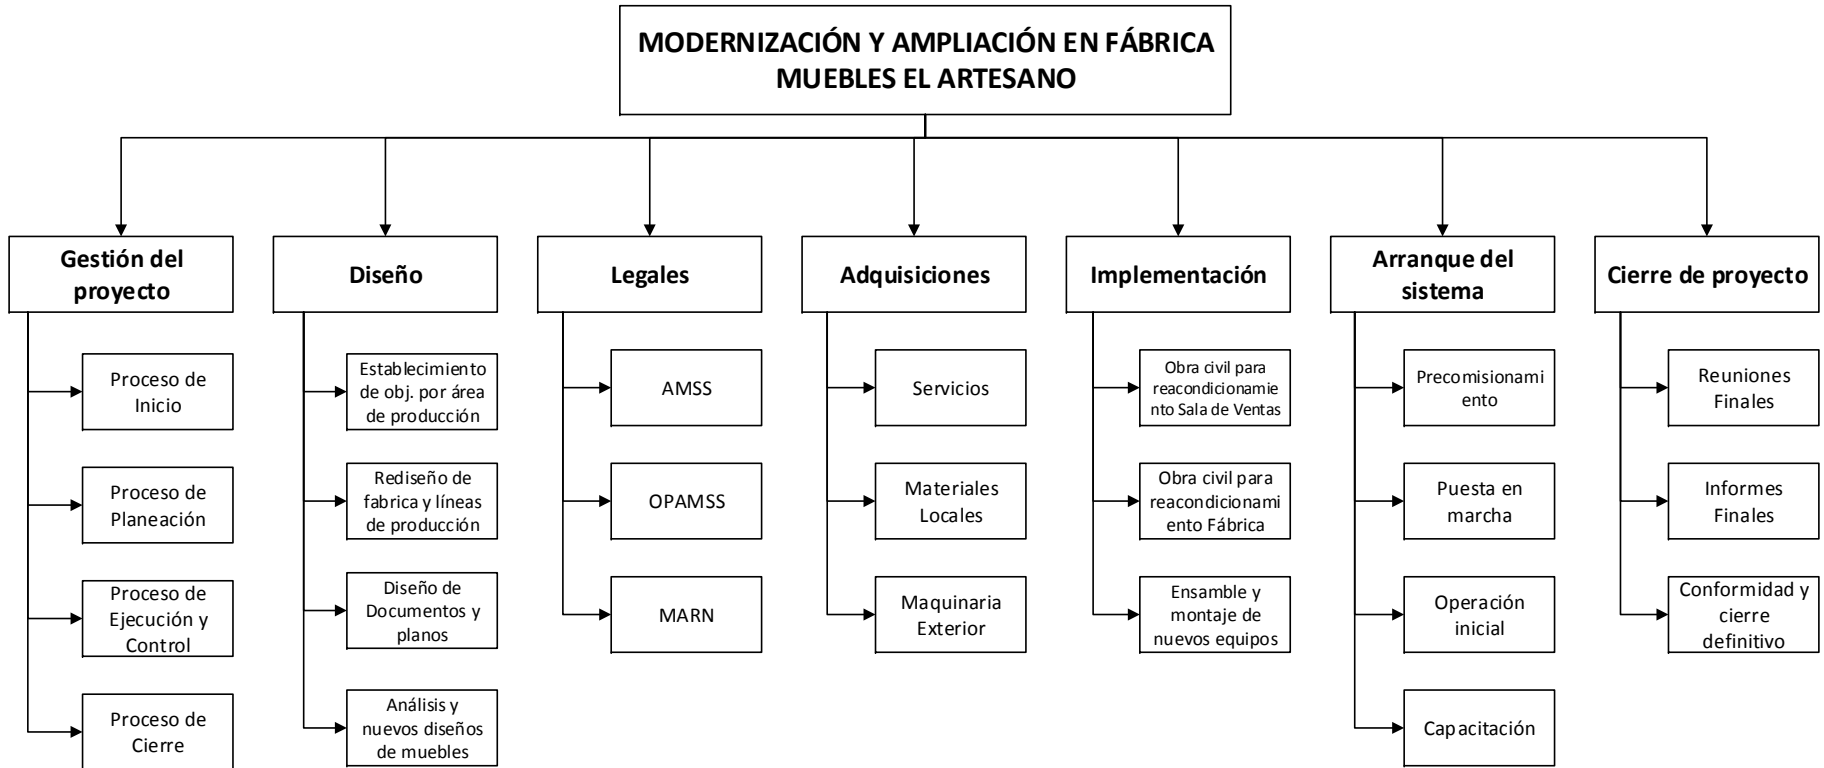 MODERNIZACIÓN Y AMPLIACIÓN EN FÁBRICA
MUEBLES EL ARTESANO
Gestión del
proyecto
Proceso de
Inicio
Proceso de
Planeación
Proceso de
Ejecución y
Control
Proceso de
Cierre
Diseño
Establecimiento
de obj. por área
de producción
Rediseño de
fabrica y líneas
de producción
Diseño de
Documentos y
planos
Análisis y
nuevos diseños
de muebles
Legales
AMSS
OPAMSS
MARN
Adquisiciones
Servicios
Materiales
Locales
Maquinaria
Exterior
Implementación
Obra civil para
reacondicionamie
nto Sala de Ventas
Obra civil para
reacondicionami
ento Fábrica
Ensamble y
montaje de
nuevos equipos
Arranque del
sistema
Precomisionami
ento
Puesta en
marcha
Operación
inicial
Capacitación
Cierre de proyecto
Reuniones
Finales
Informes
Finales
Conformidad y
cierre
definitivo